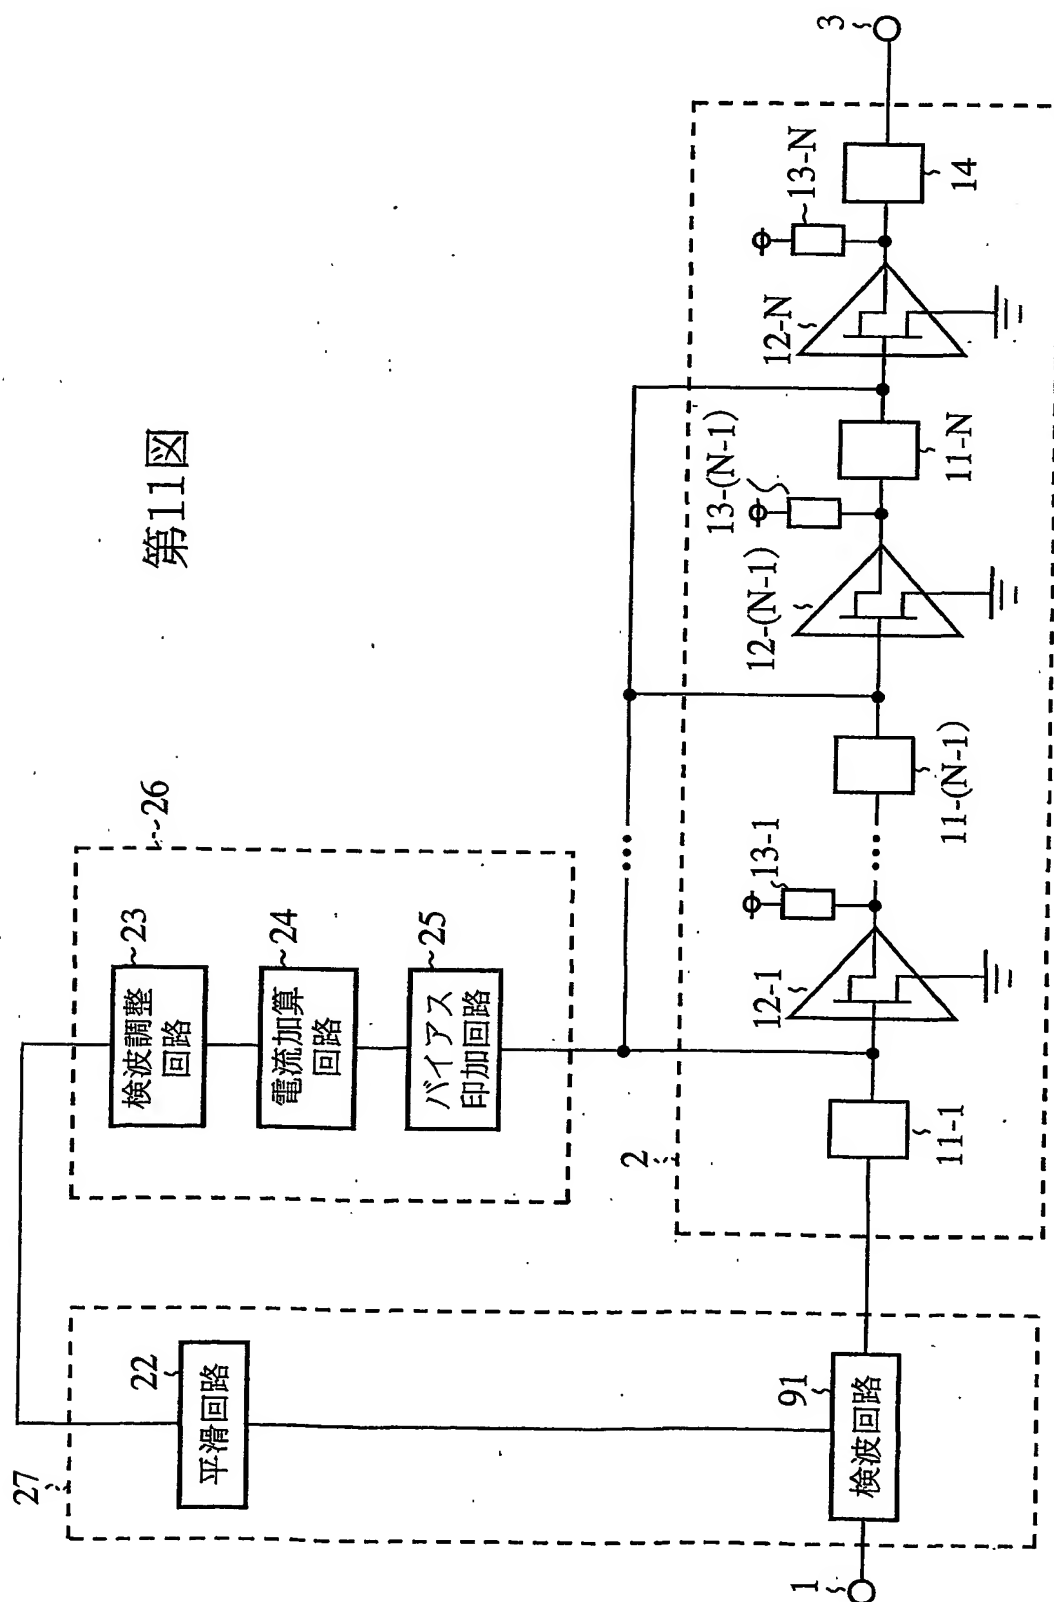 第11図
27
22
平滑回路
91
検波回路
1
26
23
検波調整
回路
24
電流加算
回路
25
バイアス
印加回路
2
11-1
12-1
13-1
11-(N-1)
12-(N-1)
13-(N-1)
11-N
12-N
13-N
14
3